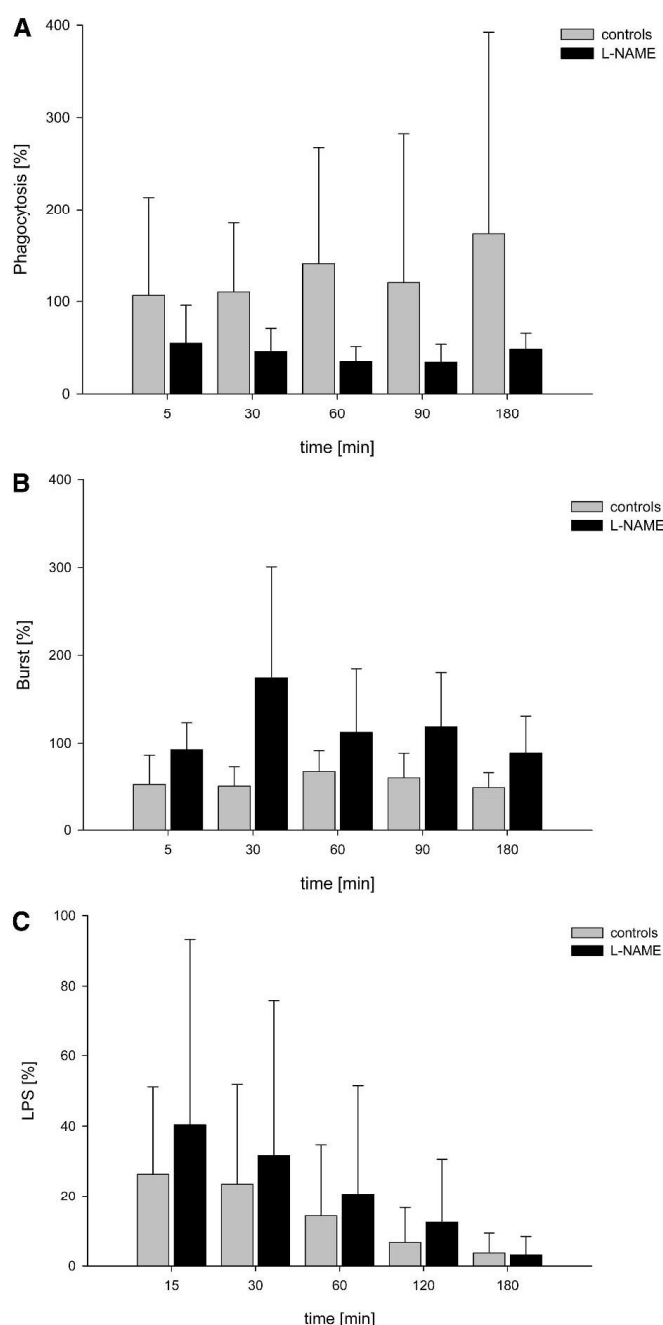 A
controls
L-NAME
400
300
200
100
0
Phagocytosis [%]
5 30 60 90 180
time [min]
B
controls
L-NAME
400
300
200
100
0
Burst [%]
5 30 60 90 180
time [min]
C
controls
L-NAME
100
80
60
40
20
0
LPS [%]
15 30 60 120 180
time [min]